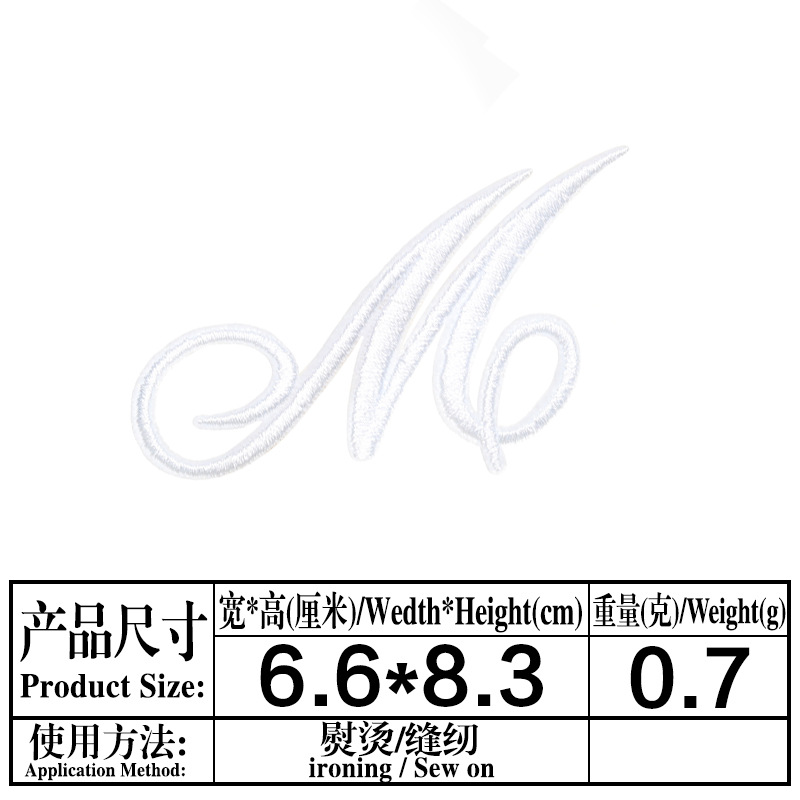 M
产品尺寸
Product Size:
宽*高(厘米)/Wedth*Height(cm)
重量(克)/Weight(g)
6.6*8.3
0.7
使用方法:
Application Method:
熨烫/缝纫
ironing / Sew on